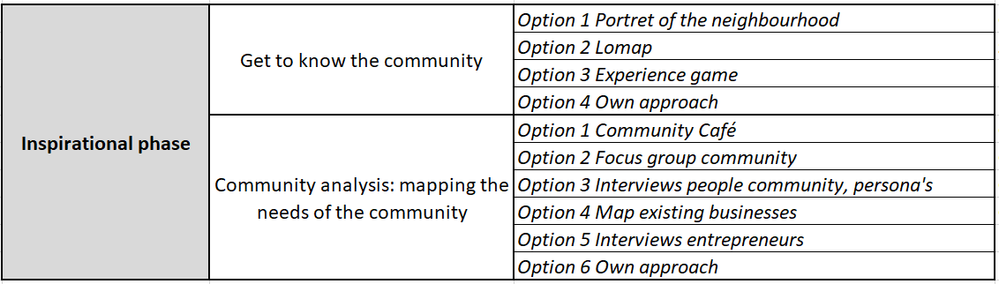 Inspirational phase
Get to know the community
Option 1 Portret of the neighbourhood
Option 2 Lomap
Option 3 Experience game
Option 4 Own approach
Community analysis: mapping the
needs of the community
Option 1 Community Café
Option 2 Focus group community
Option 3 Interviews people community, persona's
Option 4 Map existing businesses
Option 5 Interviews entrepreneurs
Option 6 Own approach